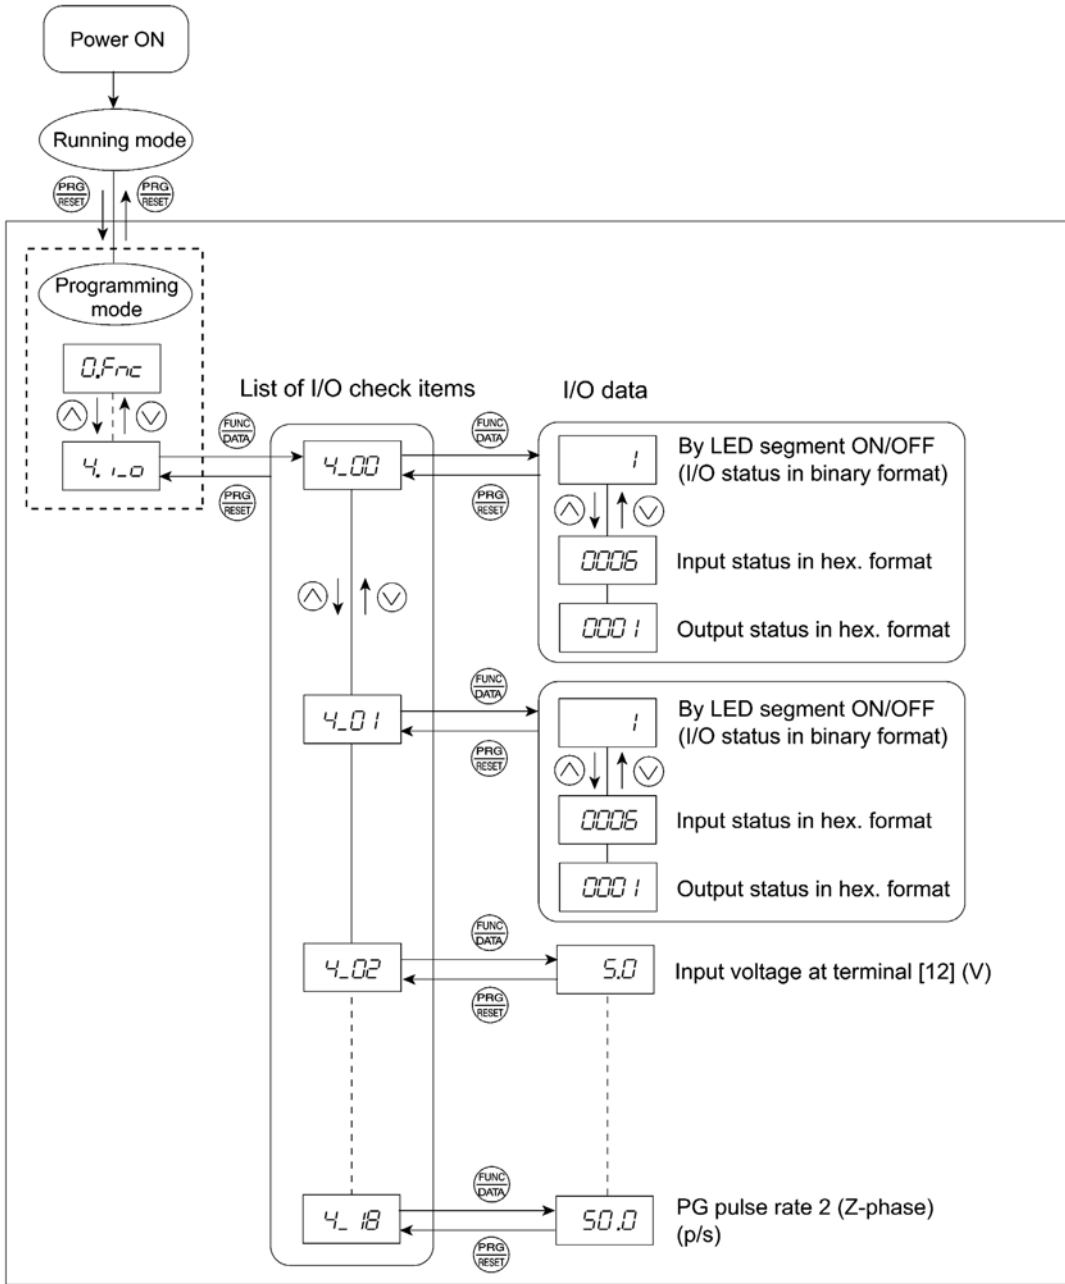 Power ON
Running mode
PRG
RESET
PRG
RESET
Programming
mode
0.Fnc
4.i_o
List of I/O check items
I/O data
FUNC
DATA
PRG
RESET
4_00
FUNC
DATA
PRG
RESET
1
By LED segment ON/OFF
(I/O status in binary format)
0006
Input status in hex. format
0001
Output status in hex. format
4_01
FUNC
DATA
PRG
RESET
1
By LED segment ON/OFF
(I/O status in binary format)
0006
Input status in hex. format
0001
Output status in hex. format
4_02
FUNC
DATA
PRG
RESET
5.0
Input voltage at terminal [12] (V)
4_18
FUNC
DATA
PRG
RESET
50.0
PG pulse rate 2 (Z-phase)
(p/s)